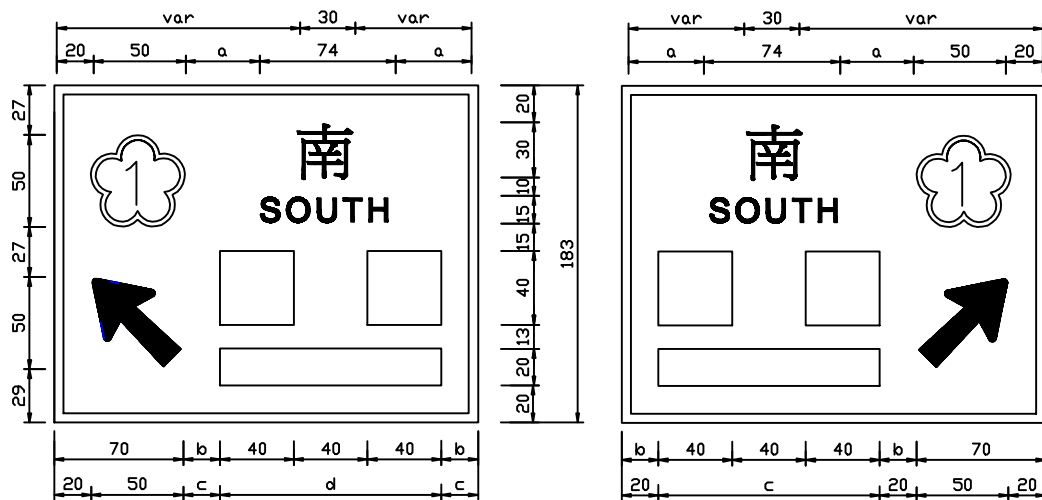 var 30 var
20 50 a 74 a
27 50 27 50 29
1
南
SOUTH
20 30 10 15 15 40 13 20 20
183
70 b 40 40 40 b
20 50 c d c
var 30 var
a 74 a 50 20
南
SOUTH
1
b 40 40 40 b 70
20 c 20 50 20